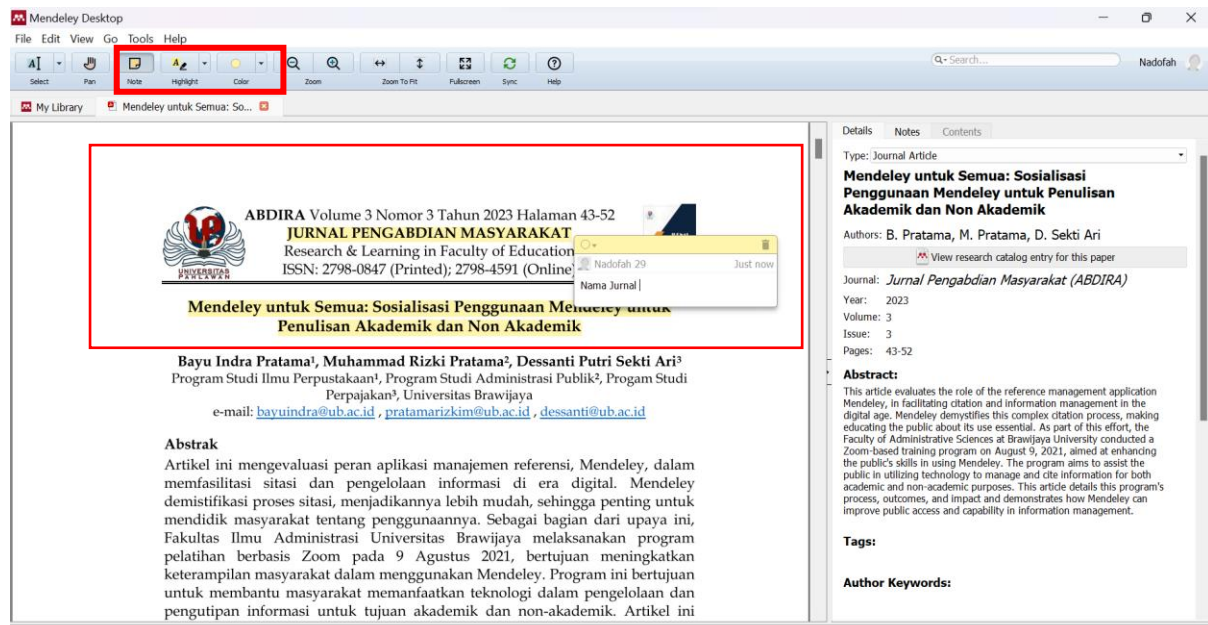 Mendeley Desktop
File Edit View Go Tools Help
Select Pan Note Highlight Color Zoom Zoom To Fit Fullscreen Sync Help
Search...
Nadofah
My Library Mendeley untuk Semua: So...
UNIVERSITAS
PAHLAWAN
ABDIRA Volume 3 Nomor 3 Tahun 2023 Halaman 43-52
JURNAL PENGABDIAN MASYARAKAT
Research & Learning in Faculty of Education
ISSN: 2798-0847 (Printed); 2798-4591 (Online)
Nadofah 29 Just now
Nama Jurnal
Mendeley untuk Semua: Sosialisasi Penggunaan Mendeley untuk
Penulisan Akademik dan Non Akademik
Bayu Indra Pratama¹, Muhammad Rizki Pratama², Dessanti Putri Sekti Ari³
Program Studi Ilmu Perpustakaan¹, Program Studi Administrasi Publik², Progam Studi
Perpajakan³, Universitas Brawijaya
e-mail: bayuindra@ub.ac.id , pratamarizkim@ub.ac.id , dessanti@ub.ac.id
Abstrak
Artikel ini mengevaluasi peran aplikasi manajemen referensi, Mendeley, dalam
memfasilitasi sitasi dan pengelolaan informasi di era digital. Mendeley
demistifikasi proses sitasi, menjadikannya lebih mudah, sehingga penting untuk
mendidik masyarakat tentang penggunaannya. Sebagai bagian dari upaya ini,
Fakultas Ilmu Administrasi Universitas Brawijaya melaksanakan program
pelatihan berbasis Zoom pada 9 Agustus 2021, bertujuan meningkatkan
keterampilan masyarakat dalam menggunakan Mendeley. Program ini bertujuan
untuk membantu masyarakat memanfaatkan teknologi dalam pengelolaan dan
pengutipan informasi untuk tujuan akademik dan non-akademik. Artikel ini
Details Notes Contents
Type: Journal Article
Mendeley untuk Semua: Sosialisasi
Penggunaan Mendeley untuk Penulisan
Akademik dan Non Akademik
Authors: B. Pratama, M. Pratama, D. Sekti Ari
View research catalog entry for this paper
Journal: Jurnal Pengabdian Masyarakat (ABDIRA)
Year: 2023
Volume: 3
Issue: 3
Pages: 43-52
Abstract:
This article evaluates the role of the reference management application
Mendeley, in facilitating citation and information management in the
digital age. Mendeley demystifies this complex citation process, making
educating the public about its use essential. As part of this effort, the
Faculty of Administrative Sciences at Brawijaya University conducted a
Zoom-based training program on August 9, 2021, aimed at enhancing
the public's skills in using Mendeley. The program aims to assist the
public in utilizing technology to manage and cite information for both
academic and non-academic purposes. This article details this program's
process, outcomes, and impact and demonstrates how Mendeley can
improve public access and capability in information management.
Tags:
Author Keywords: